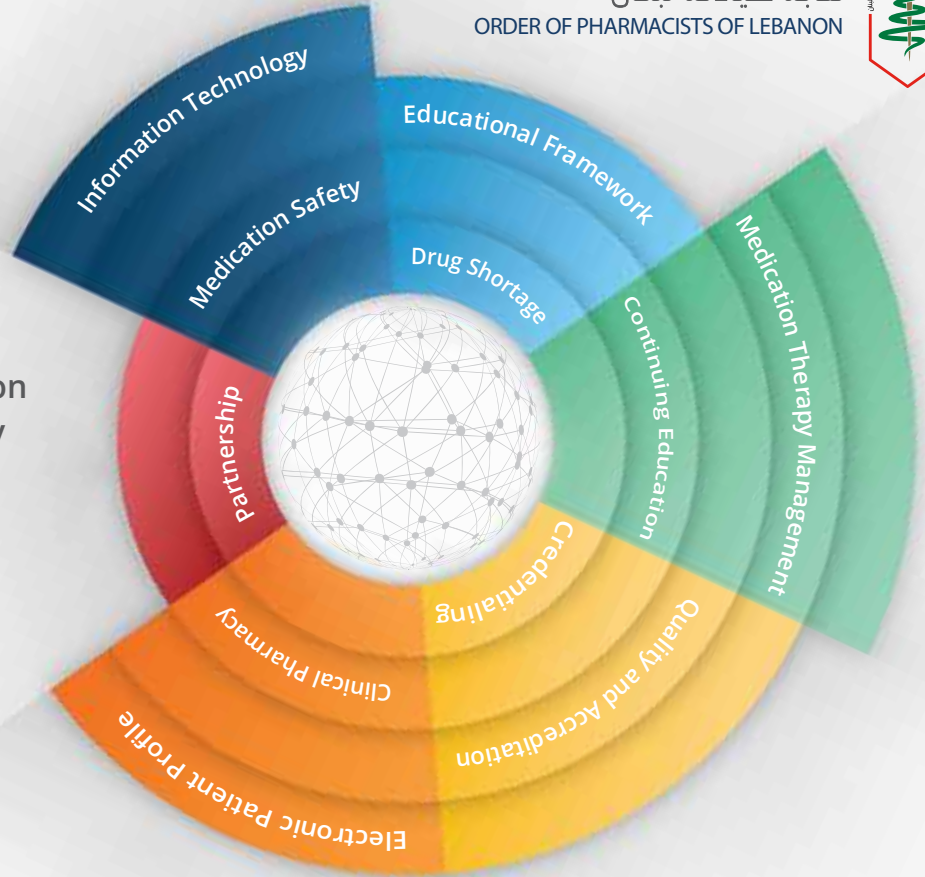 ORDER OF PHARMACISTS OF LEBANON
Information Technology
Medication Safety
Educational Framework
Drug Shortage
Medication Therapy Management
Continuing Education
Credentialing
Quality and Accreditation
Clinical Pharmacy
Electronic Patient Profile
Partnership